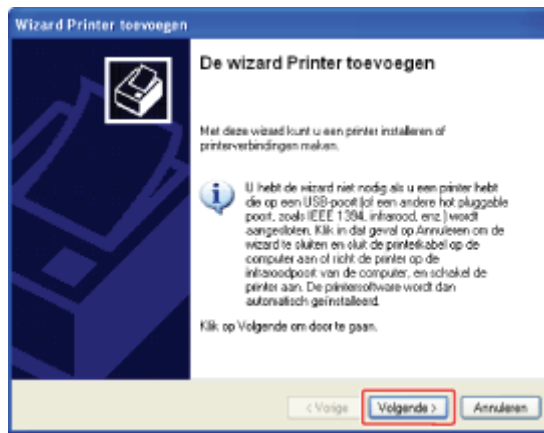 Wizard Printer toevoegen
De wizard Printer toevoegen
Met deze wizard kunt u een printer installeren of
printerverbindingen maken.
U hebt de wizard niet nodig als u een printer hebt
die op een USB-poort (of een andere hot pluggable
poort, zoals IEEE 1394, infrarood, enz.) wordt
aangesloten. Klik in dat geval op Annuleren om de
wizard te sluiten en sluit de printerkabel op de
computer aan of richt de printer op de
infraroodpoort van de computer, en schakel de
printer aan. De printersoftware wordt dan
automatisch geïnstalleerd.
Klik op Volgende om door te gaan.
< Vorige
Volgende >
Annuleren